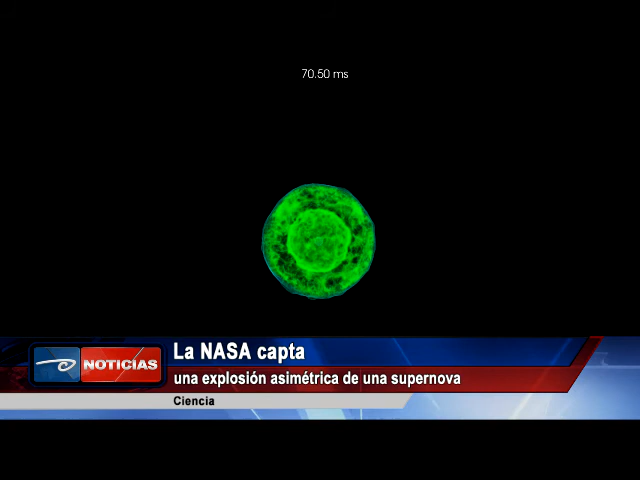 70.50 ms
La NASA capta
NOTICIAS
una explosión asimétrica de una supernova
Ciencia